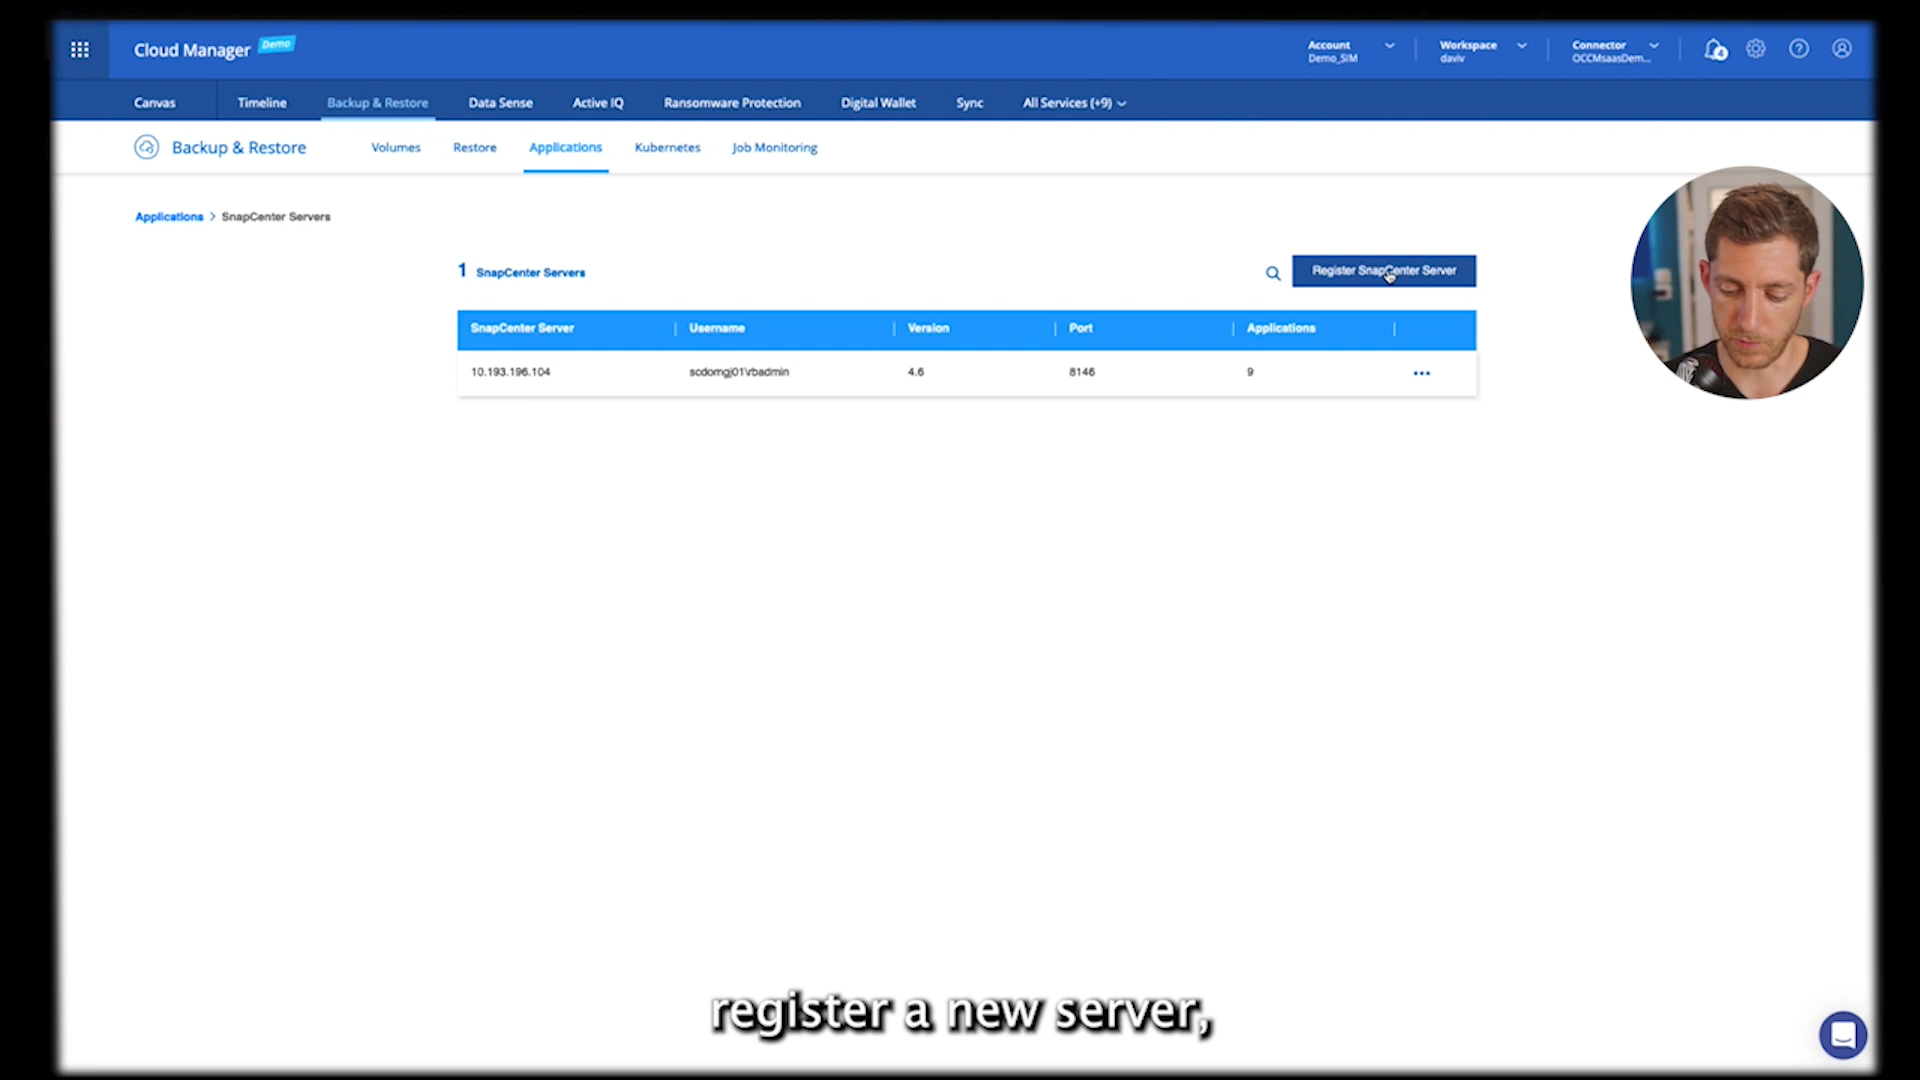 Cloud Manager Demo
Account
Demo_SIM
Workspace
daviv
Connector
OCCMsaasDem...
4
Canvas
Timeline
Backup & Restore
Data Sense
Active IQ
Ransomware Protection
Digital Wallet
Sync
All Services (+9)
Backup & Restore
Volumes
Restore
Applications
Kubernetes
Job Monitoring
Applications > SnapCenter Servers
1 SnapCenter Servers
Register SnapCenter Server
SnapCenter Server
Username
Version
Port
Applications
10.193.196.104
scdomgj01\rbadmin
4.6
8146
9
register a new server,